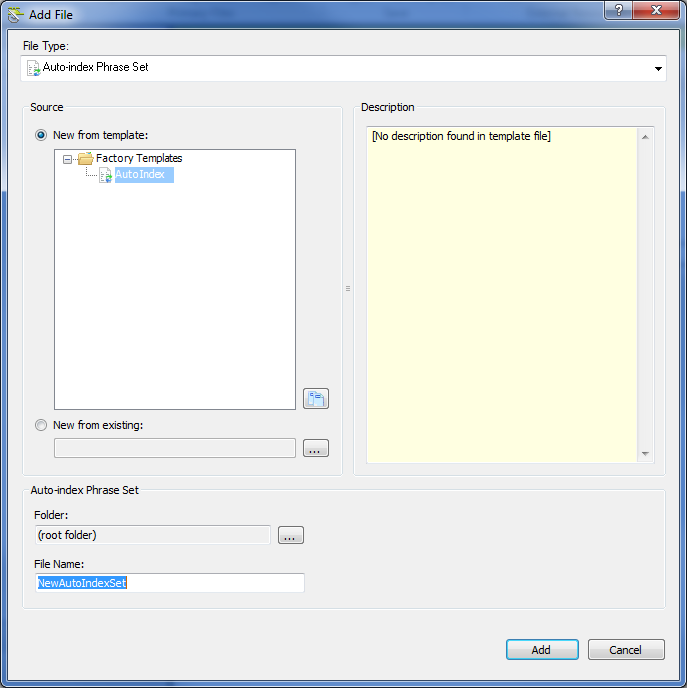 Add File
?
File Type:
Auto-index Phrase Set
Source
New from template:
Factory Templates
AutoIndex
New from existing:
...
Description
[No description found in template file]
Auto-index Phrase Set
Folder:
(root folder)
...
File Name:
NewAutoIndexSet
Add
Cancel